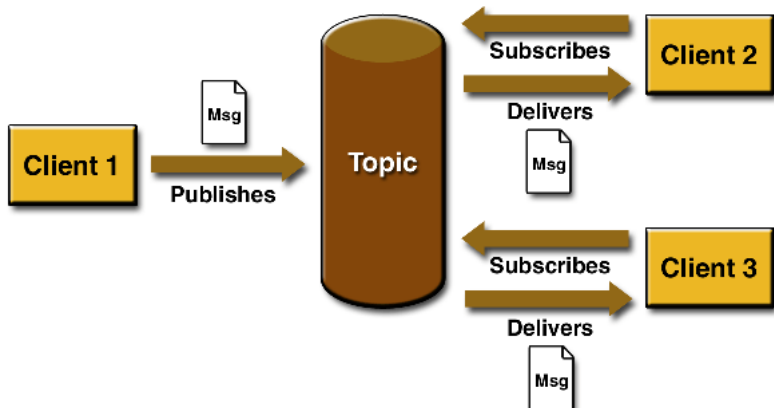 Client 1
Msg
Publishes
Topic
Subscribes
Delivers
Msg
Client 2
Subscribes
Delivers
Msg
Client 3